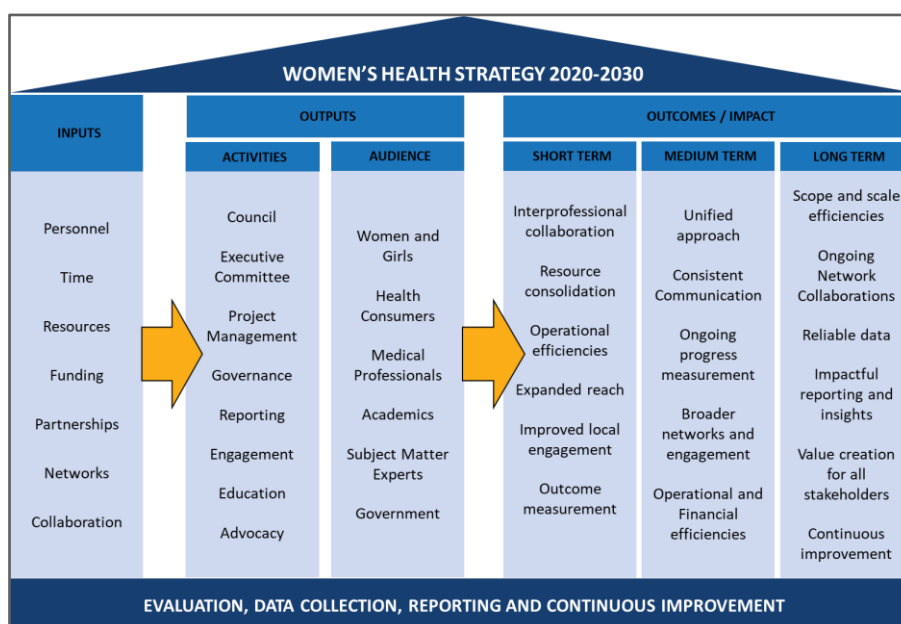 WOMEN'S HEALTH STRATEGY 2020-2030
INPUTS
Personnel
Time
Resources
Funding
Partnerships
Networks
Collaboration
OUTPUTS
ACTIVITIES
Council
Executive
Committee
Project
Management
Governance
Reporting
Engagement
Education
Advocacy
AUDIENCE
Women and
Girls
Health
Consumers
Medical
Professionals
Academics
Subject Matter
Experts
Government
OUTCOMES / IMPACT
SHORT TERM
Interprofessional
collaboration
Resource
consolidation
Operational
efficiencies
Expanded reach
Improved local
engagement
Outcome
measurement
MEDIUM TERM
Unified
approach
Consistent
Communication
Ongoing
progress
measurement
Broader
networks and
engagement
Operational and
Financial
efficiencies
LONG TERM
Scope and scale
efficiencies
Ongoing
Network
Collaborations
Reliable data
Impactful
reporting and
insights
Value creation
for all
stakeholders
Continuous
improvement
EVALUATION, DATA COLLECTION, REPORTING AND CONTINUOUS IMPROVEMENT